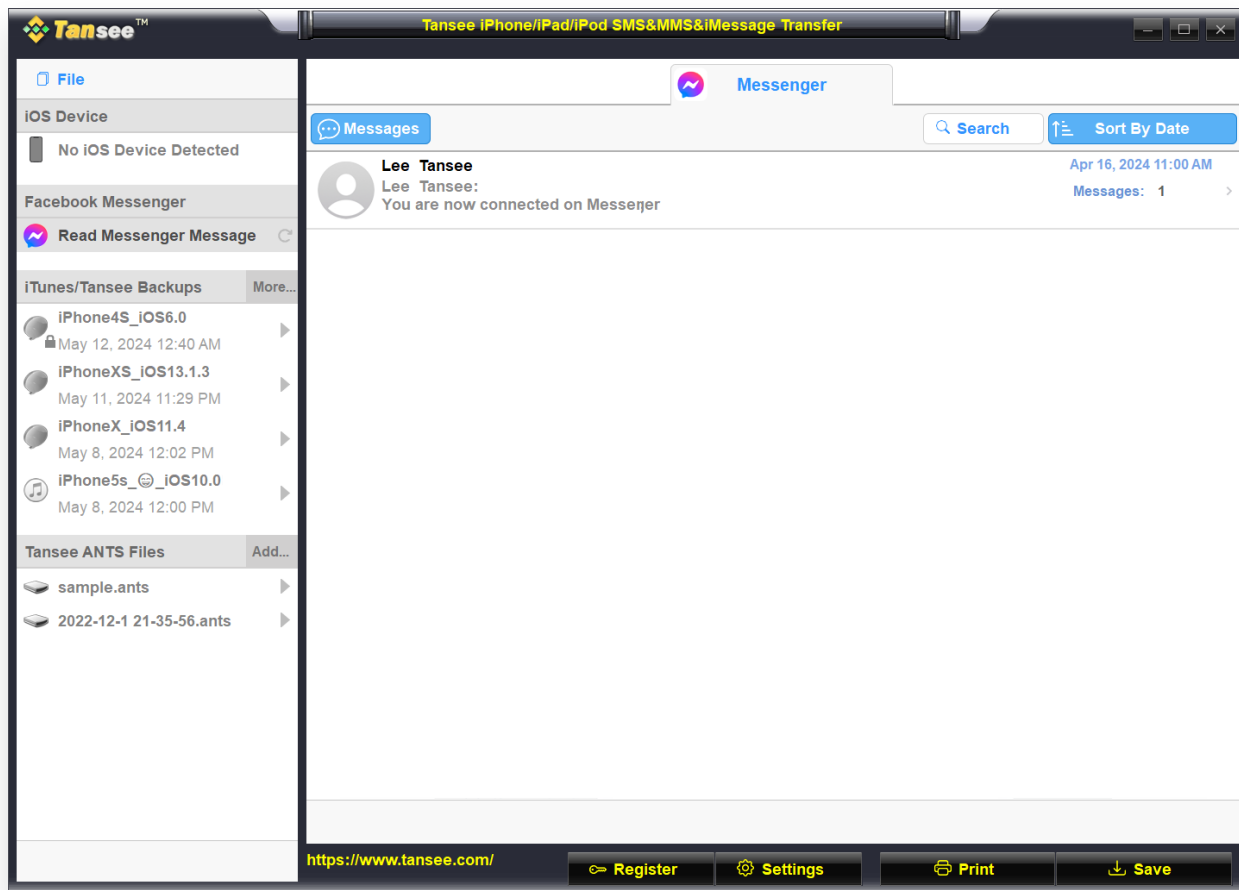 Tansee™
Tansee iPhone/iPad/iPod SMS&MMS&iMessage Transfer
File
iOS Device
No iOS Device Detected
Facebook Messenger
Read Messenger Message
iTunes/Tansee Backups More...
iPhone4S_iOS6.0
May 12, 2024 12:40 AM
iPhoneXS_iOS13.1.3
May 11, 2024 11:29 PM
iPhoneX_iOS11.4
May 8, 2024 12:02 PM
iPhone5s_😄_iOS10.0
May 8, 2024 12:00 PM
Tansee ANTS Files Add...
sample.ants
2022-12-1 21-35-56.ants
Messenger
Messages Search Sort By Date
Lee Tansee Apr 16, 2024 11:00 AM
Lee Tansee: Messages: 1
You are now connected on Messeŋer
https://www.tansee.com/ Register Settings Print Save